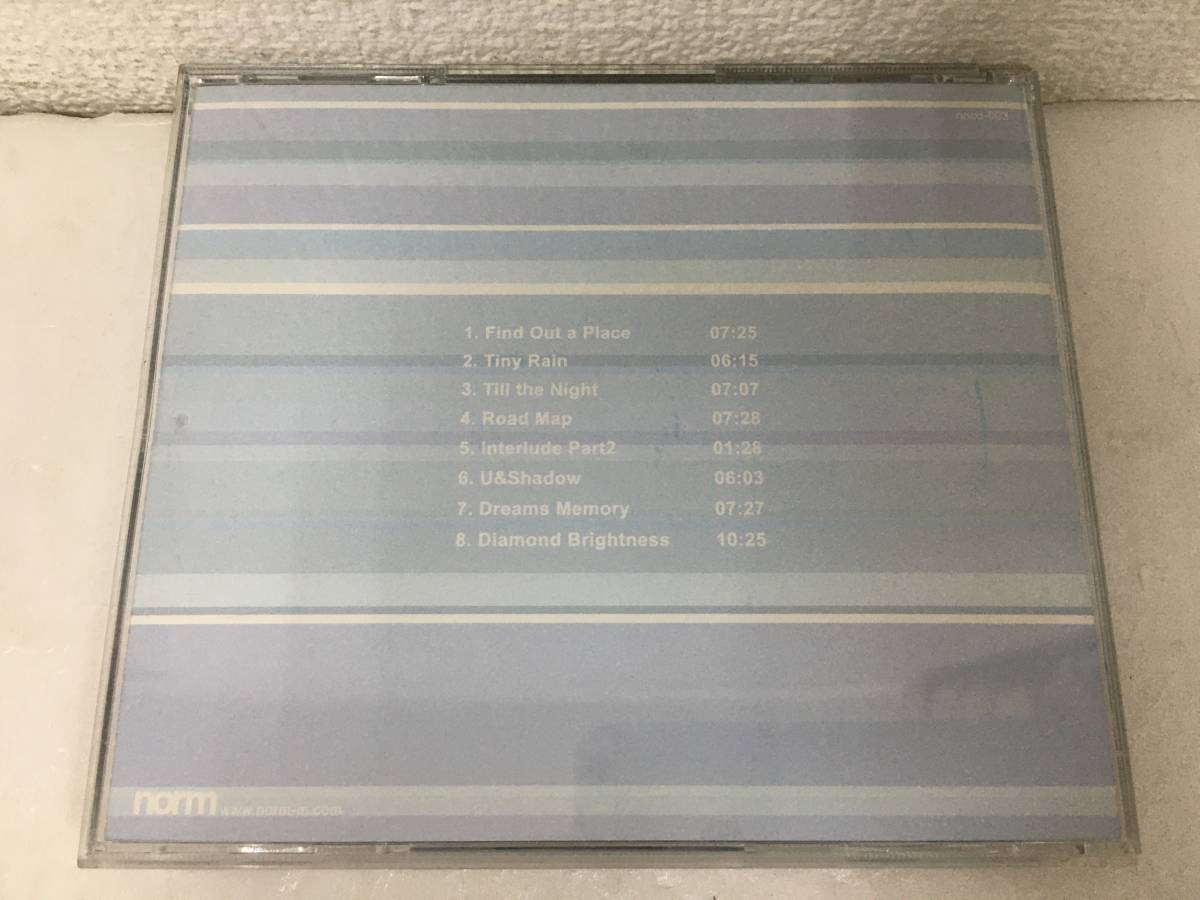 1. Find Out a Place 07:25
2. Tiny Rain 06:15
3. Till the Night 07:07
4. Road Map 07:28
5. Interlude Part2 01:28
6. U&Shadow 06:03
7. Dreams Memory 07:27
8. Diamond Brightness 10:25
norm www.norm-m.com